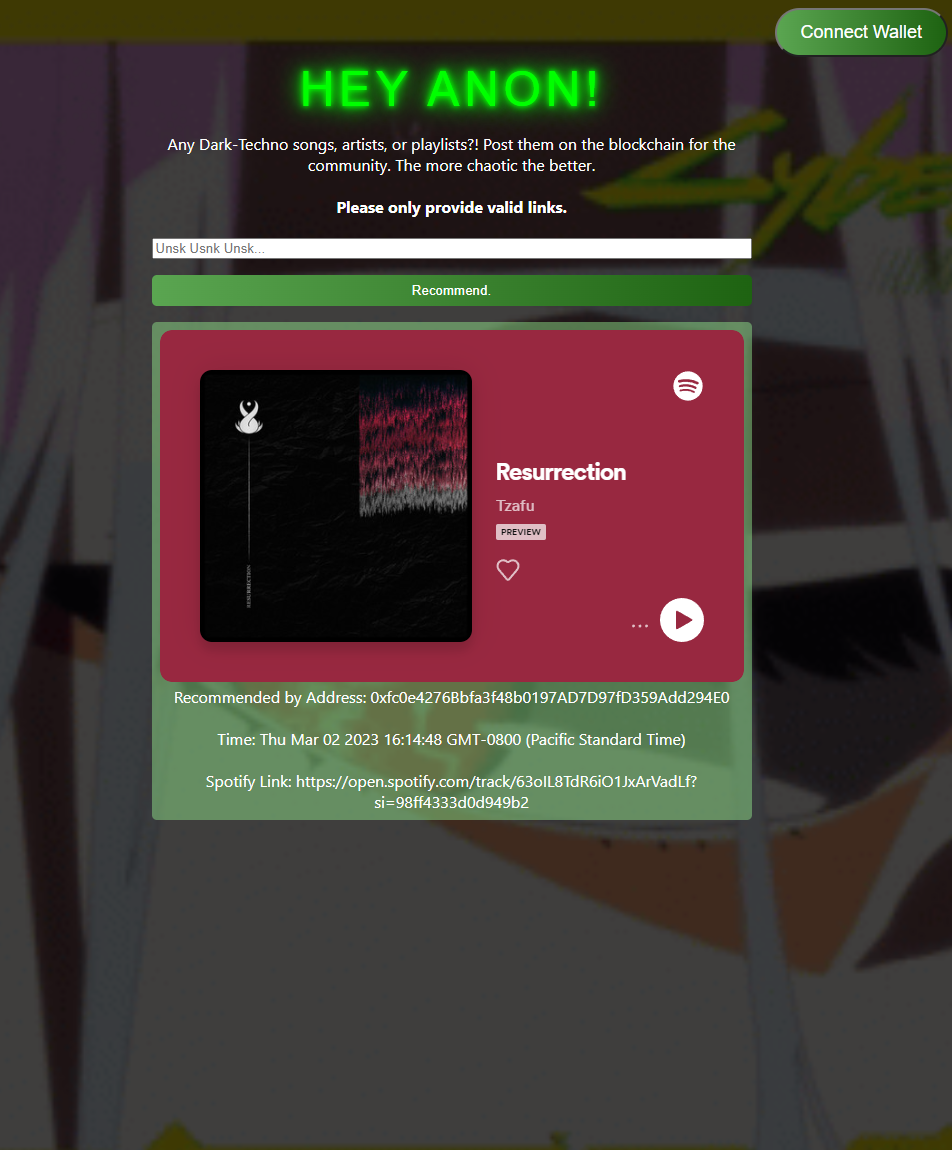 Connect Wallet
HEY ANON!
Any Dark-Techno songs, artists, or playlists?! Post them on the blockchain for the
community. The more chaotic the better.
Please only provide valid links.
Unsk Usnk Unsk...
Recommend.
RESURRECTION
Resurrection
Tzafu
PREVIEW
Recommended by Address: 0xfc0e4276Bbfa3f48b0197AD7D97fD359Add294E0
Time: Thu Mar 02 2023 16:14:48 GMT-0800 (Pacific Standard Time)
Spotify Link: https://open.spotify.com/track/63oIL8TdR6iO1JxArVadLf?
si=98ff4333d0d949b2